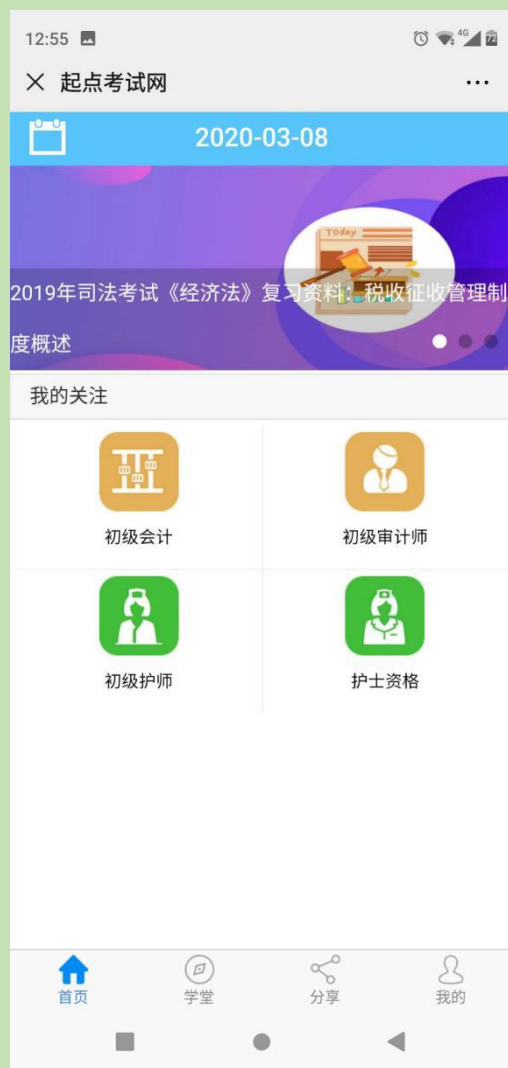 12:55
4G
72
起点考试网
2020-03-08
TOday
2019年司法考试《经济法》复习资料：税收征收管理制
度概述
我的关注
初级会计
初级审计师
初级护师
护士资格
首页
学堂
分享
我的